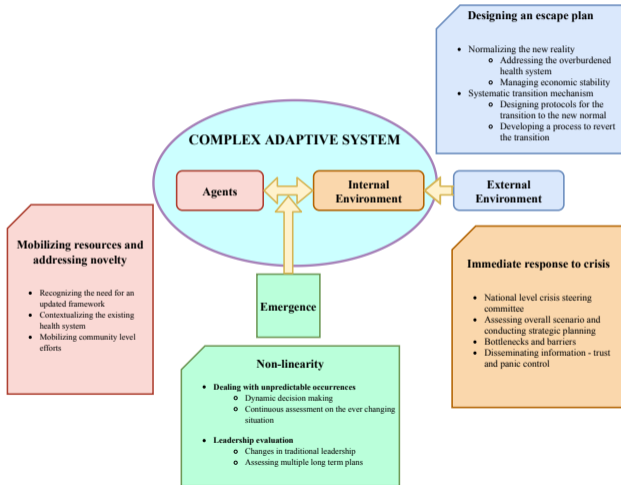 Designing an escape plan
• Normalizing the new reality
o Addressing the overburdened
health system
o Managing economic stability
• Systematic transition mechanism
o Designing protocols for the
transition to the new normal
o Developing a process to revert
the transition
COMPLEX ADAPTIVE SYSTEM
Agents
Internal
Environment
External
Environment
Mobilizing resources and
addressing novelty
• Recognizing the need for an
updated framework
• Contextualizing the existing
health system
• Mobilizing community level
efforts
Immediate response to crisis
• National level crisis steering
committee
• Assessing overall scenario and
conducting strategic planning
• Bottlenecks and barriers
• Disseminating information - trust
and panic control
Emergence
Non-linearity
• Dealing with unpredictable occurrences
o Dynamic decision making
o Continuous assessment on the ever changing
situation
• Leadership evaluation
o Changes in traditional leadership
o Assessing multiple long term plans